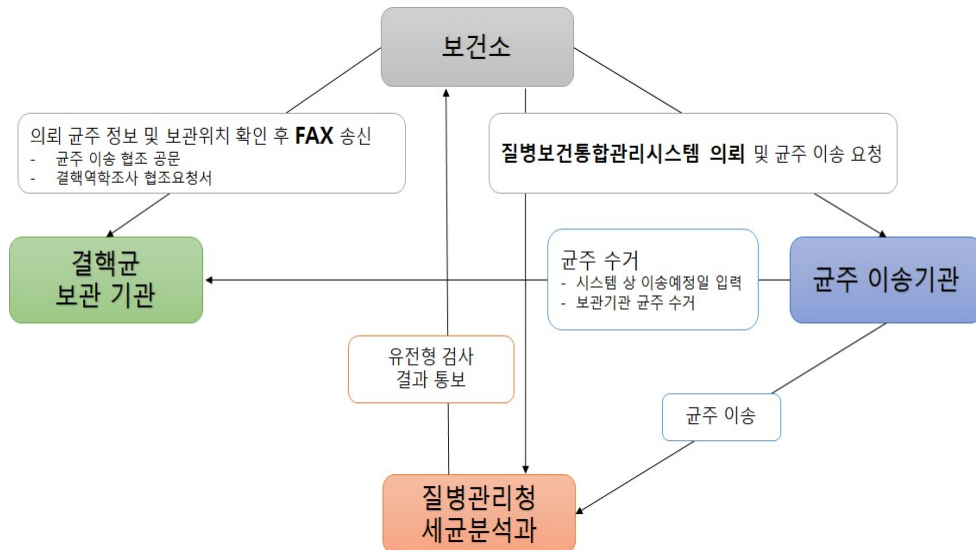 보건소
의뢰 균주 정보 및 보관위치 확인 후 FAX 송신
- 균주 이송 협조 공문
- 결핵역학조사 협조요청서
질병보건통합관리시스템 의뢰 및 균주 이송 요청
결핵균
보관 기관
균주 수거
- 시스템 상 이송예정일 입력
- 보관기관 균주 수거
균주 이송기관
유전형 검사
결과 통보
균주 이송
질병관리청
세균분석과